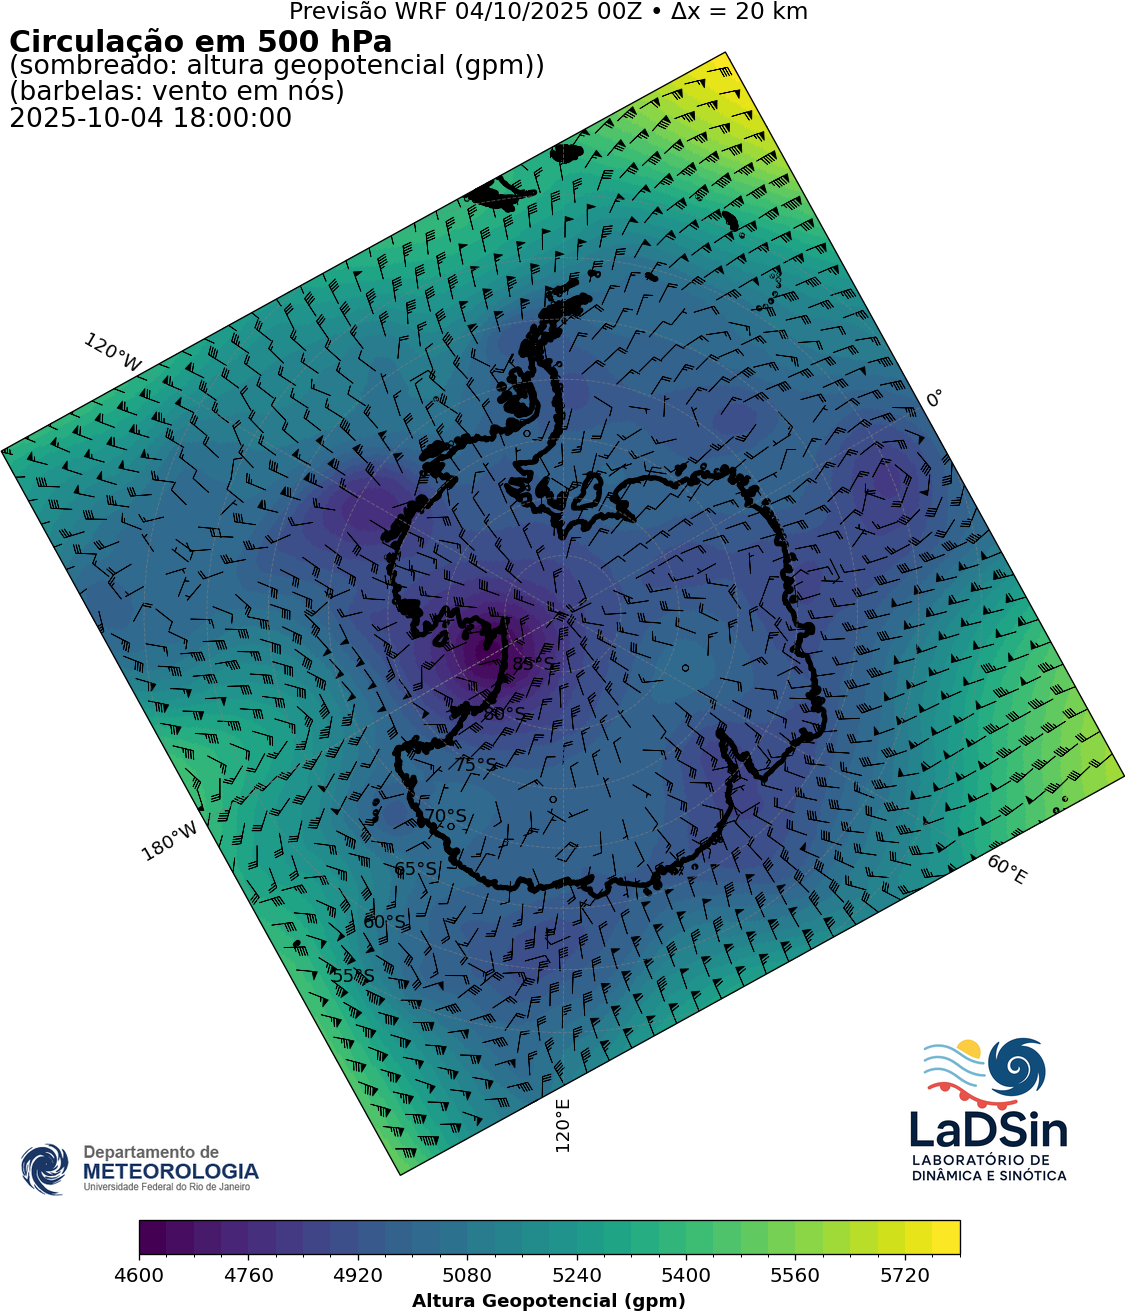 Previsão WRF 04/10/2025 00Z • Δx = 20 km
Circulação em 500 hPa
(sombreado: altura geopotencial (gpm))
(barbelas: vento em nós)
2025-10-04 18:00:00
120°W
0°
85°S
80°S
75°S
70°S
180°W
65°S
60°E
60°S
55°S
120°E
LaDSin
LABORATÓRIO DE
DINÂMICA E SINÓTICA
Departamento de
METEOROLOGIA
Universidade Federal do Rio de Janeiro
4600 4760 4920 5080 5240 5400 5560 5720
Altura Geopotencial (gpm)